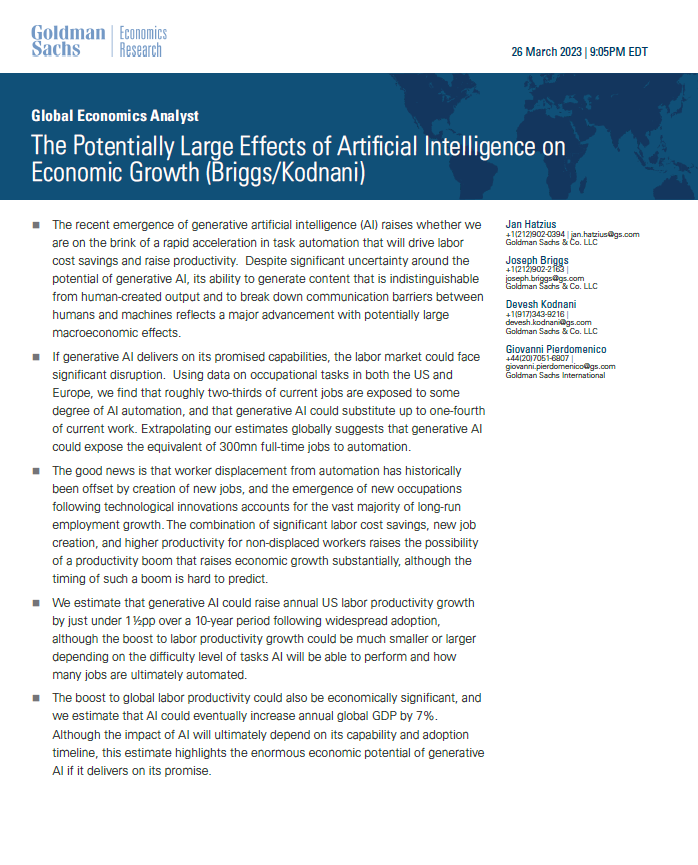 Goldman
Sachs
Economics
Research
26 March 2023 | 9:05PM EDT
Global Economics Analyst
The Potentially Large Effects of Artificial Intelligence on
Economic Growth (Briggs/Kodnani)
■ The recent emergence of generative artificial intelligence (AI) raises whether we
are on the brink of a rapid acceleration in task automation that will drive labor
cost savings and raise productivity. Despite significant uncertainty around the
potential of generative AI, its ability to generate content that is indistinguishable
from human-created output and to break down communication barriers between
humans and machines reflects a major advancement with potentially large
macroeconomic effects.
■ If generative AI delivers on its promised capabilities, the labor market could face
significant disruption. Using data on occupational tasks in both the US and
Europe, we find that roughly two-thirds of current jobs are exposed to some
degree of AI automation, and that generative AI could substitute up to one-fourth
of current work. Extrapolating our estimates globally suggests that generative AI
could expose the equivalent of 300mn full-time jobs to automation.
■ The good news is that worker displacement from automation has historically
been offset by creation of new jobs, and the emergence of new occupations
following technological innovations accounts for the vast majority of long-run
employment growth. The combination of significant labor cost savings, new job
creation, and higher productivity for non-displaced workers raises the possibility
of a productivity boom that raises economic growth substantially, although the
timing of such a boom is hard to predict.
■ We estimate that generative AI could raise annual US labor productivity growth
by just under 1½pp over a 10-year period following widespread adoption,
although the boost to labor productivity growth could be much smaller or larger
depending on the difficulty level of tasks AI will be able to perform and how
many jobs are ultimately automated.
■ The boost to global labor productivity could also be economically significant, and
we estimate that AI could eventually increase annual global GDP by 7%.
Although the impact of AI will ultimately depend on its capability and adoption
timeline, this estimate highlights the enormous economic potential of generative
AI if it delivers on its promise.
Jan Hatzius
+1(212)902-0394 | jan.hatzius@gs.com
Goldman Sachs & Co. LLC
Joseph Briggs
+1(212)902-2163 |
joseph.briggs@gs.com
Goldman Sachs & Co. LLC
Devesh Kodnani
+1(917)343-9216 |
devesh.kodnani@gs.com
Goldman Sachs & Co. LLC
Giovanni Pierdomenico
+44(20)7051-6807 |
giovanni.pierdomenico@gs.com
Goldman Sachs International